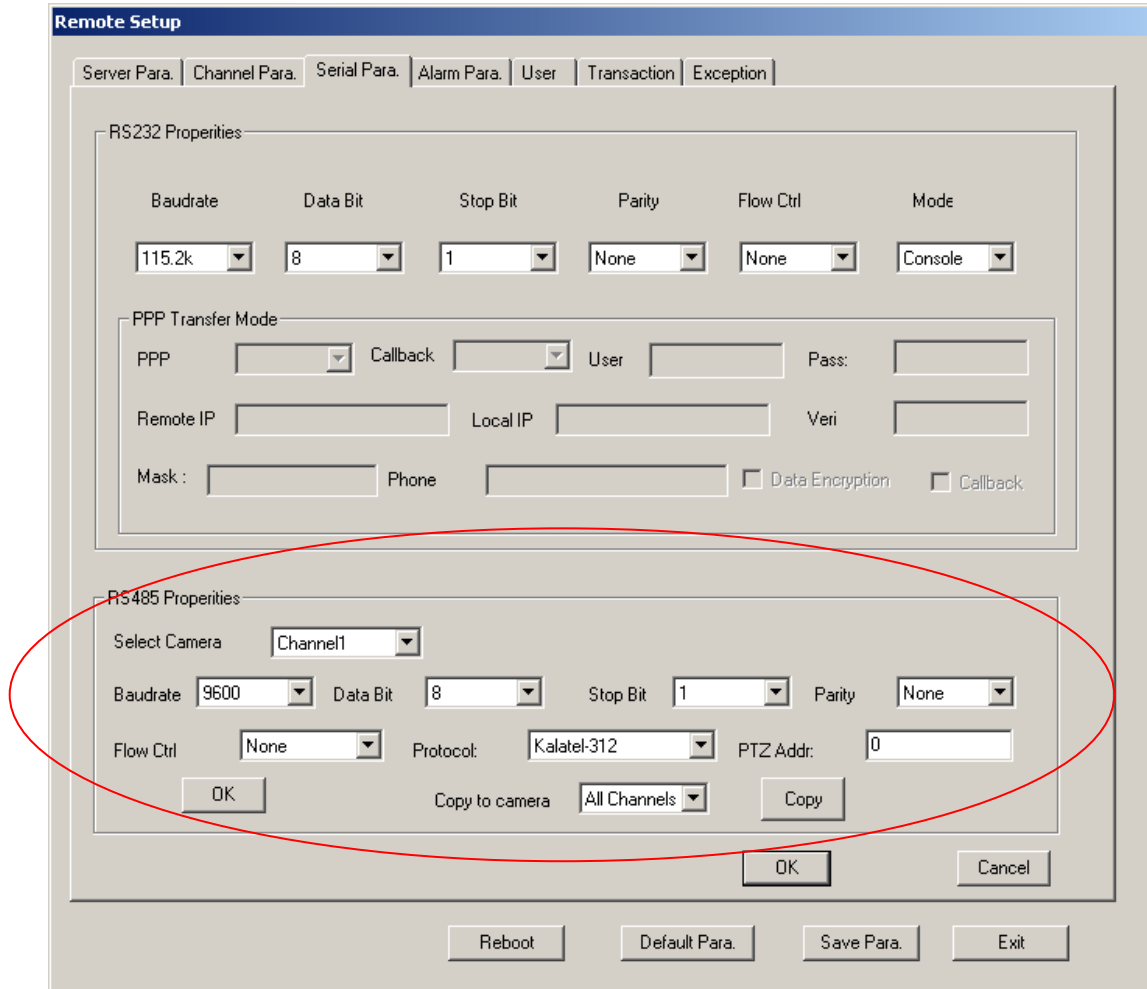 Remote Setup
Server Para. Channel Para. Serial Para. Alarm Para. User Transaction Exception
RS232 Properities
Baudrate Data Bit Stop Bit Parity Flow Ctrl Mode
115.2k 8 1 None None Console
PPP Transfer Mode
PPP Callback User Pass:
Remote IP Local IP Veri
Mask : Phone Data Encryption Callback
RS485 Properities
Select Camera Channel1
Baudrate 9600 Data Bit 8 Stop Bit 1 Parity None
Flow Ctrl None Protocol: Kalatel-312 PTZ Addr: 0
OK Copy to camera All Channels Copy
OK Cancel
Reboot Default Para. Save Para. Exit